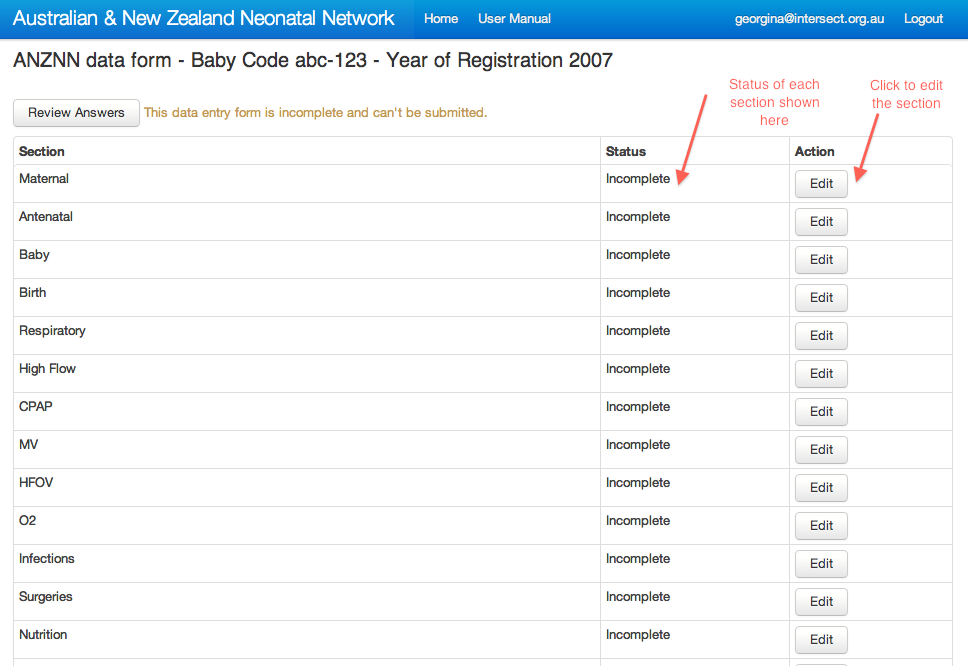 Australian & New Zealand Neonatal Network Home User Manual georgina@intersect.org.au Logout
ANZNN data form - Baby Code abc-123 - Year of Registration 2007
Status of each
section shown
here
Click to edit
the section
Review Answers This data entry form is incomplete and can't be submitted.
Section Status Action
Maternal Incomplete Edit
Antenatal Incomplete Edit
Baby Incomplete Edit
Birth Incomplete Edit
Respiratory Incomplete Edit
High Flow Incomplete Edit
CPAP Incomplete Edit
MV Incomplete Edit
HFOV Incomplete Edit
O2 Incomplete Edit
Infections Incomplete Edit
Surgeries Incomplete Edit
Nutrition Incomplete Edit